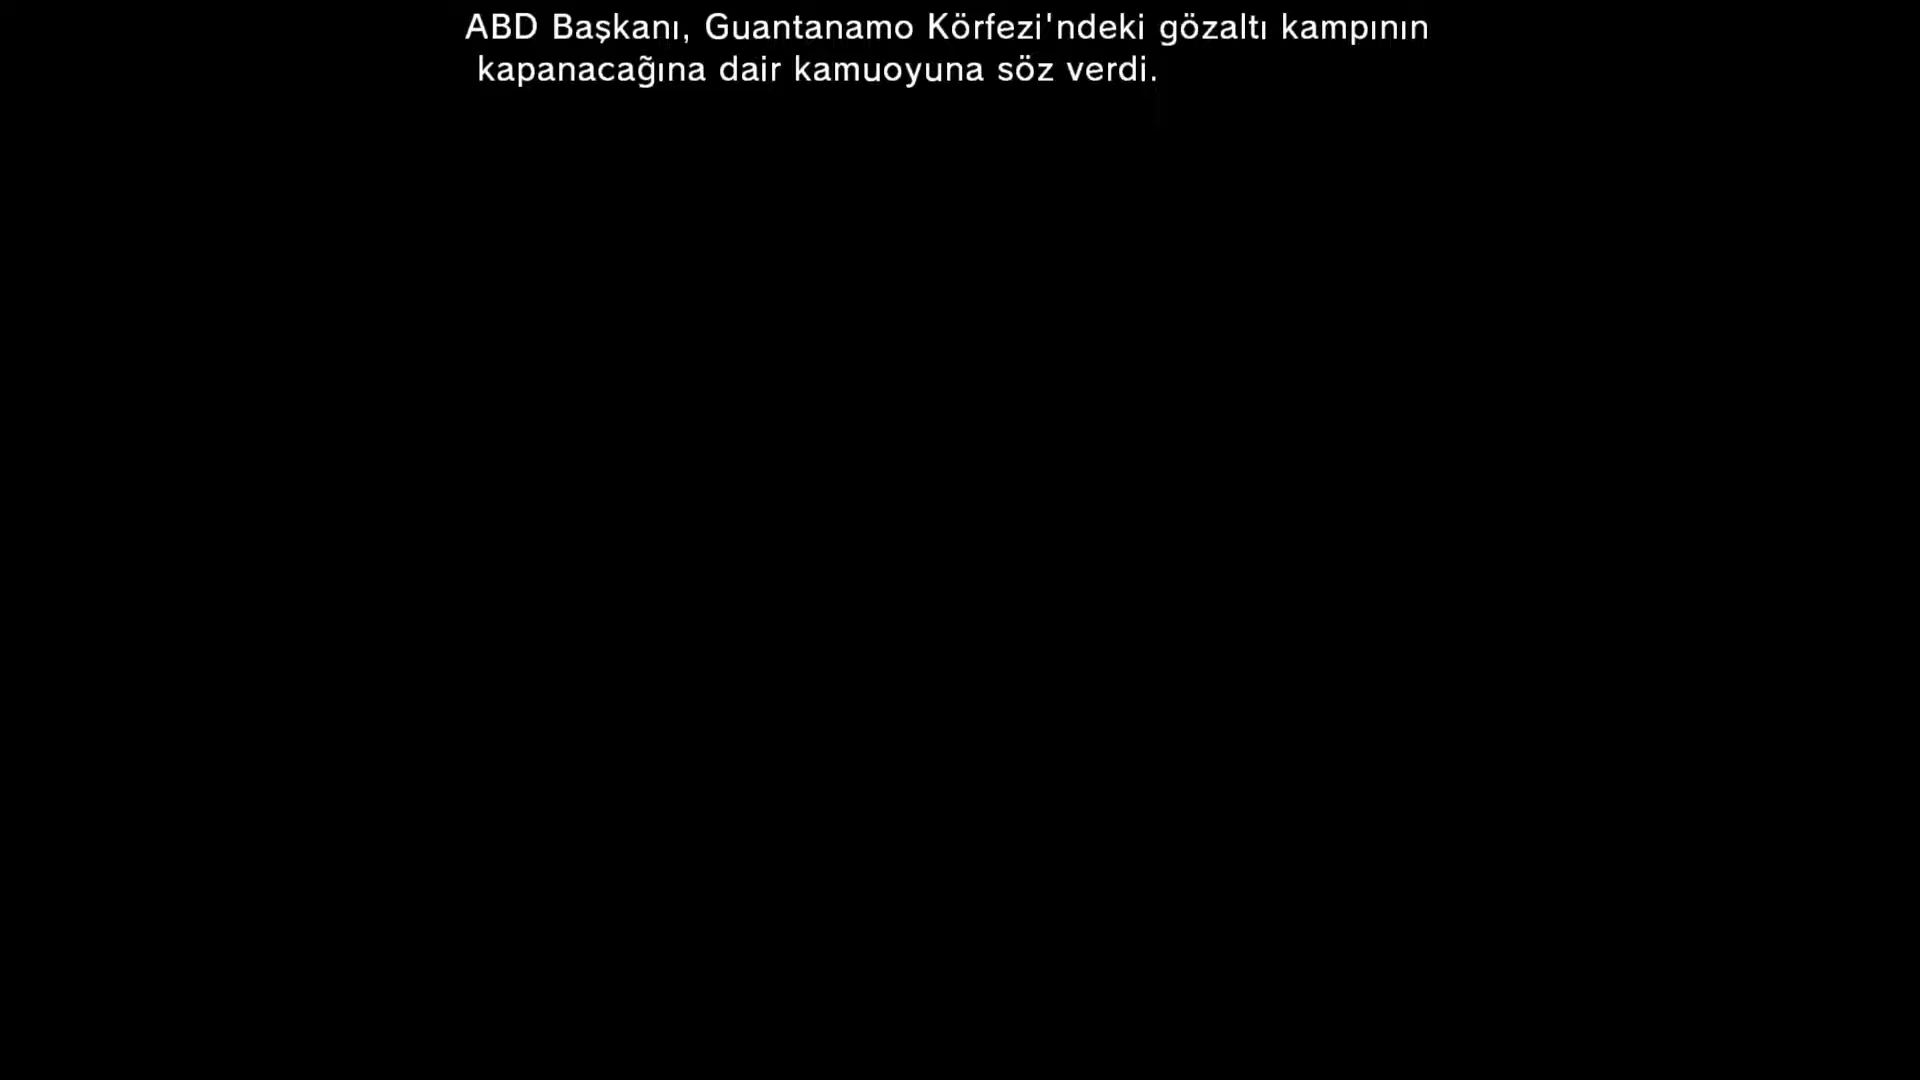 ABD Başkanı, Guantanamo Körfezi'ndeki gözaltı kampının
kapanacağına dair kamuoyuna söz verdi.